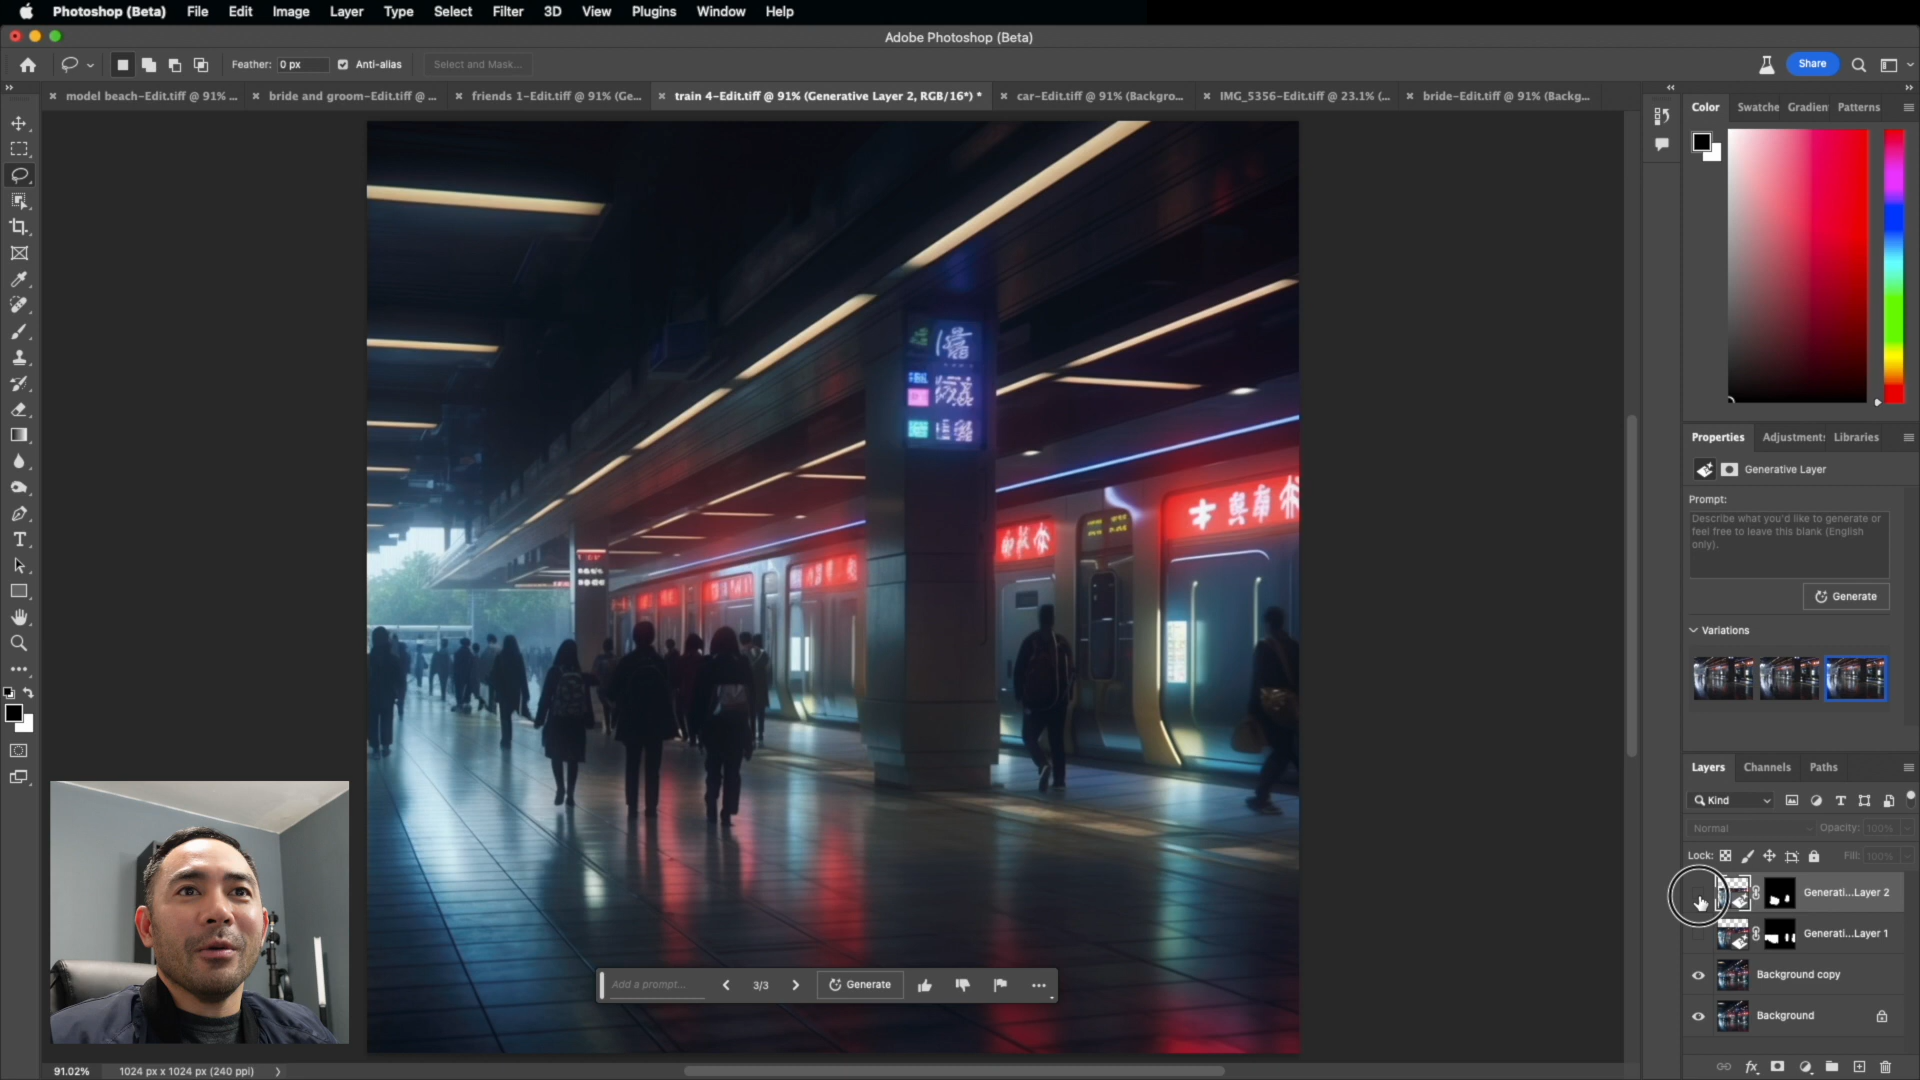 Photoshop (Beta) File Edit Image Layer Type Select Filter 3D View Plugins Window Help
Adobe Photoshop (Beta)
Feather: 0 px Anti-alias Select and Mask... Share
model beach-Edit.tiff @ 91% ... bride and groom-Edit.tiff @ ... friends 1-Edit.tiff @ 91% (Ge... train 4-Edit.tiff @ 91% (Generative Layer 2, RGB/16*) * car-Edit.tiff @ 91% (Backgro... IMG_5356-Edit.tiff @ 23.1% (... bride-Edit.tiff @ 91% (Backg...
Color Swatche Gradien Patterns
Properties Adjustment: Libraries
Generative Layer
Prompt:
Describe what you'd like to generate or
feel free to leave this blank (English
only).
Generate
Variations
Layers Channels Paths
Kind
Normal Opacity: 100%
Lock: Fill: 100%
Generati...Layer 2
Generati...Layer 1
Background copy
Background
Add a prompt... 3/3 Generate
91.02% 1024 px x 1024 px (240 ppi)